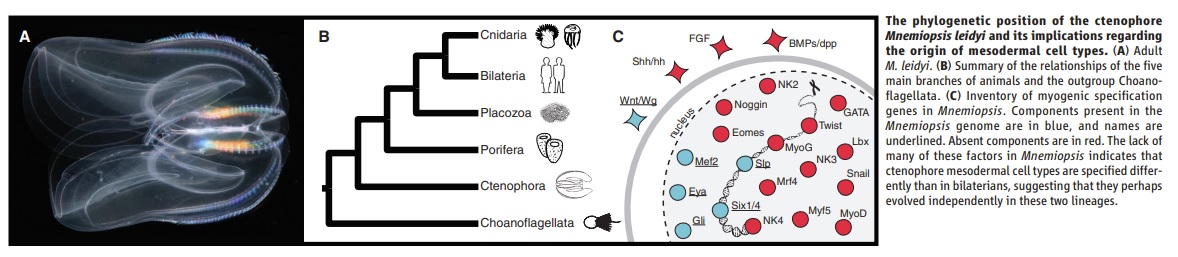 A
B
Cnidaria
Bilateria
Placozoa
Porifera
Ctenophora
Choanoflagellata
C
FGF
BMPs/dpp
Shh/hh
Wnt/Wg
nucleus
NK2
Noggin
GATA
Twist
Eomes
MyoG
Lbx
Mef2
Slp
NK3
Snail
Mrf4
Eya
Six1/4
Gli
NK4
Myf5
MyoD
The phylogenetic position of the ctenophore
Mnemiopsis leidyi and its implications regarding
the origin of mesodermal cell types. (A) Adult
M. leidyi. (B) Summary of the relationships of the five
main branches of animals and the outgroup Choano-
flagellata. (C) Inventory of myogenic specification
genes in Mnemiopsis. Components present in the
Mnemiopsis genome are in blue, and names are
underlined. Absent components are in red. The lack of
many of these factors in Mnemiopsis indicates that
ctenophore mesodermal cell types are specified differ-
ently than in bilaterians, suggesting that they perhaps
evolved independently in these two lineages.